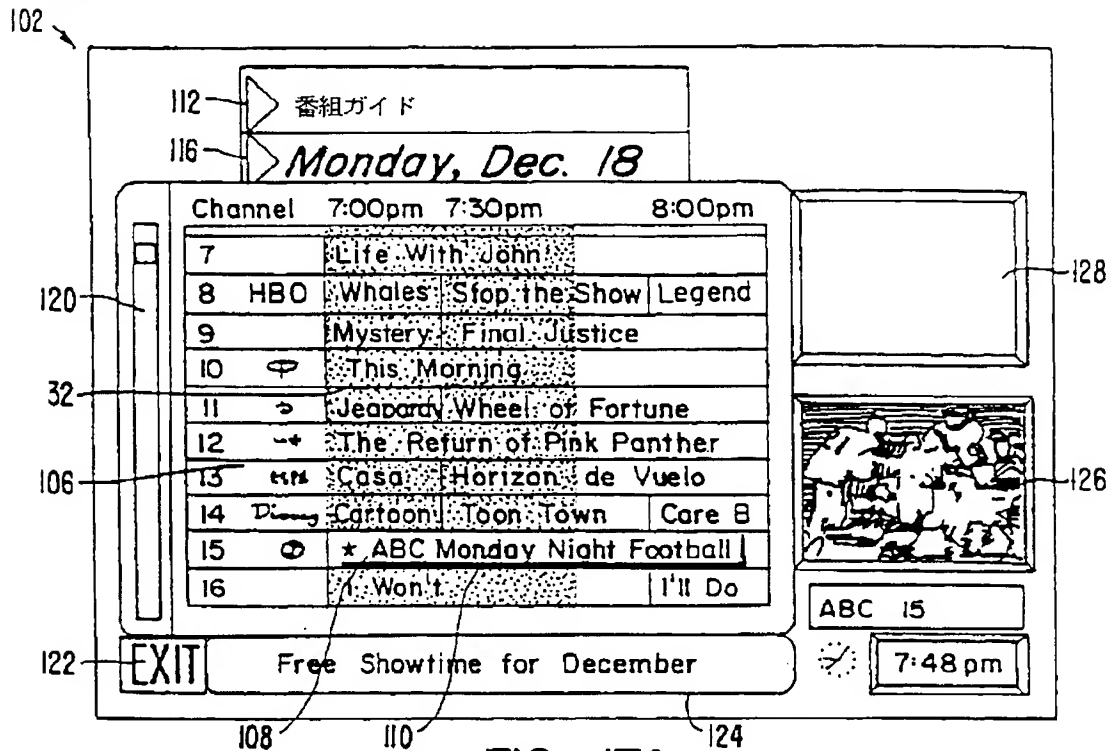 102
112
番組ガイド
116
Monday, Dec. 18
Channel 7:00pm 7:30pm 8:00pm
7 Life With John
8 HBO Whales Stop the Show Legend
9 Mystery Final Justice
10 This Morning
11 Jeopardy Wheel of Fortune
12 The Return of Pink Panther
13 Casa Horizon de Vuelo
14 Cartoon Toon Town Care B
15 ★ ABC Monday Night Football
16 I Won't I'll Do
120
32
106
128
126
ABC 15
122
EXIT
Free Showtime for December
7:48 pm
108
110
124